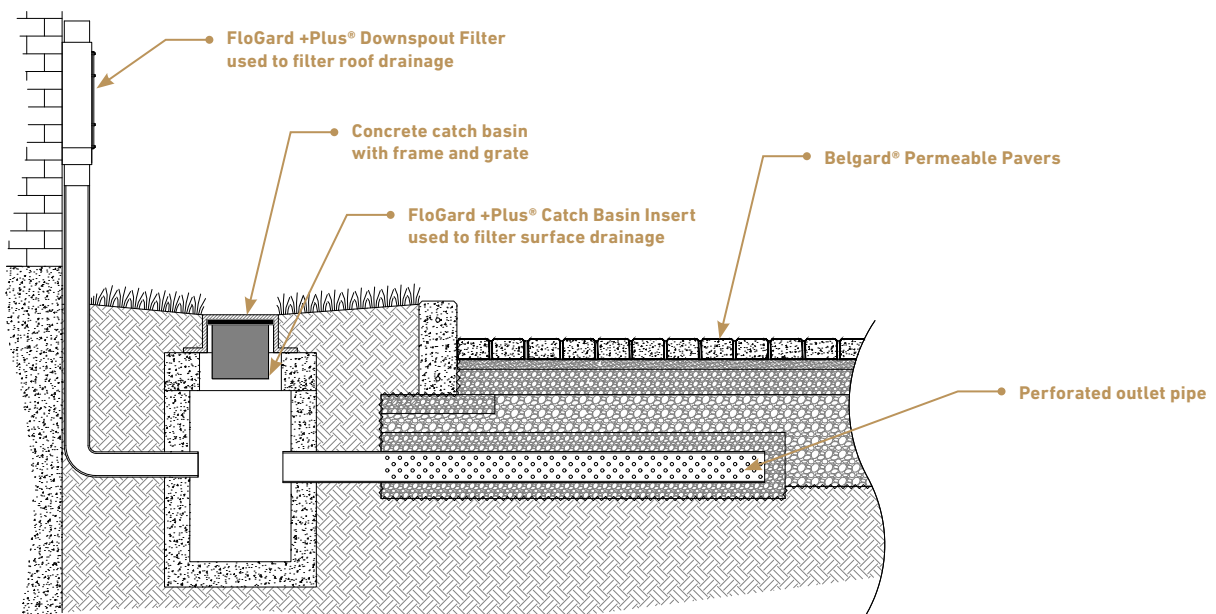 FloGard +Plus® Downspout Filter
used to filter roof drainage
Concrete catch basin
with frame and grate
Belgard® Permeable Pavers
FloGard +Plus® Catch Basin Insert
used to filter surface drainage
Perforated outlet pipe